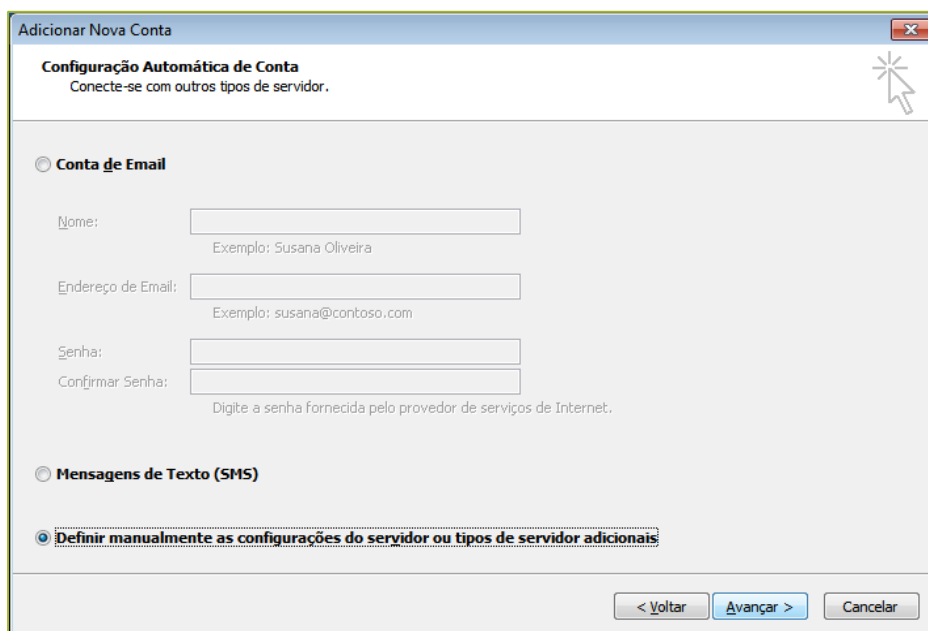 Adicionar Nova Conta
Configuração Automática de Conta
Conecte-se com outros tipos de servidor.
Conta de Email
Nome:
Exemplo: Susana Oliveira
Endereço de Email:
Exemplo: susana@contoso.com
Senha:
Confirmar Senha:
Digite a senha fornecida pelo provedor de serviços de Internet.
Mensagens de Texto (SMS)
Definir manualmente as configurações do servidor ou tipos de servidor adicionais
< Voltar Avançar > Cancelar